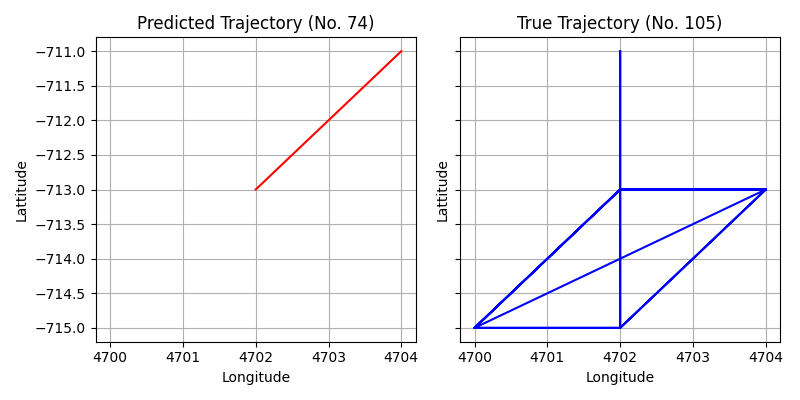 Predicted Trajectory (No. 74)
True Trajectory (No. 105)
−711.0
−711.5
−712.0
−712.5
−713.0
−713.5
−714.0
−714.5
−715.0
Lattitude
Lattitude
4700 4701 4702 4703 4704
4700 4701 4702 4703 4704
Longitude
Longitude